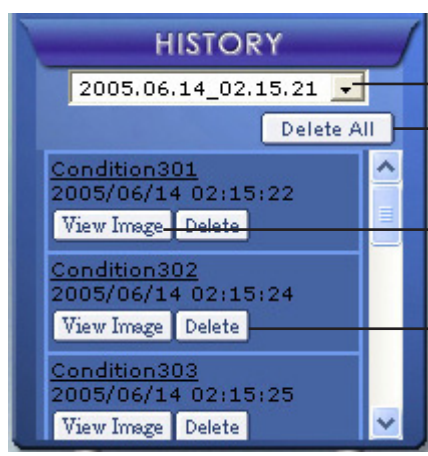 HISTORY
2005.06.14_02.15.21
Delete All
Condition301
2005/06/14 02:15:22
View Image Delete
Condition302
2005/06/14 02:15:24
View Image Delete
Condition303
2005/06/14 02:15:25
View Image Delete